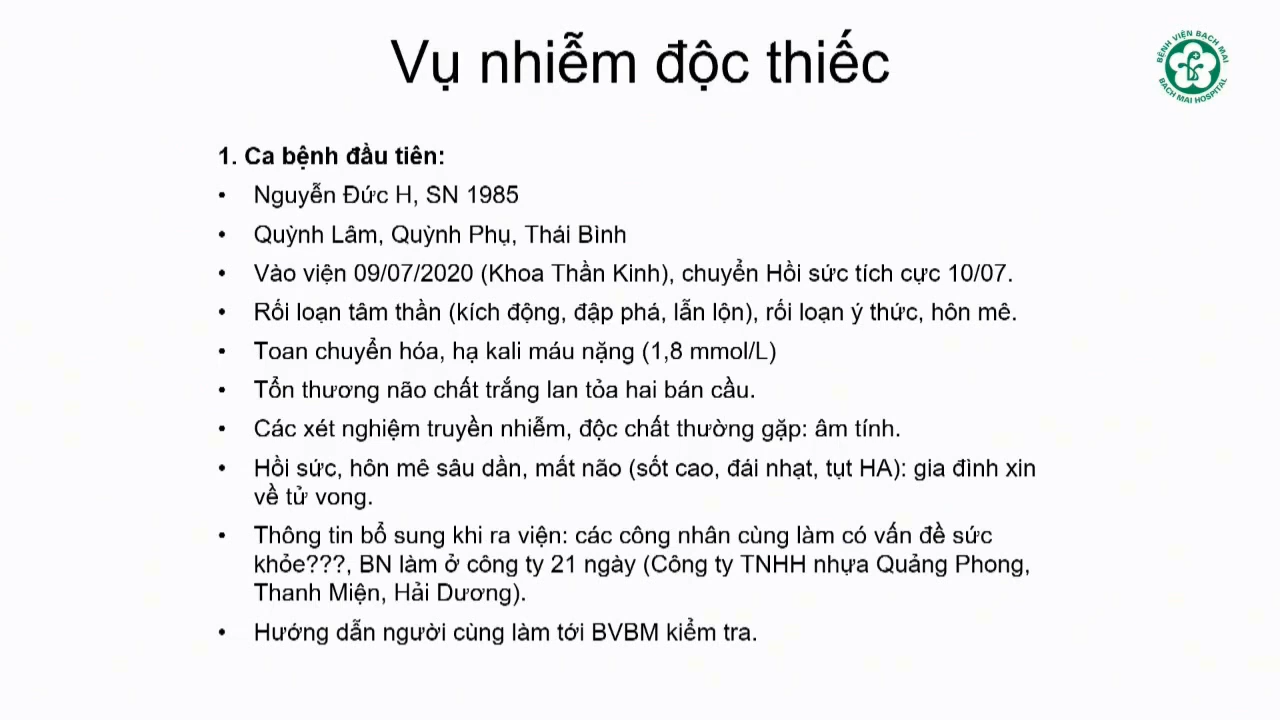 Vụ nhiễm độc thiếc
BỆNH VIỆN BẠCH MAI
BACH MAI HOSPITAL
1. Ca bệnh đầu tiên:
• Nguyễn Đức H, SN 1985
• Quỳnh Lâm, Quỳnh Phụ, Thái Bình
• Vào viện 09/07/2020 (Khoa Thần Kinh), chuyển Hồi sức tích cực 10/07.
• Rối loạn tâm thần (kích động, đập phá, lẫn lộn), rối loạn ý thức, hôn mê.
• Toan chuyển hóa, hạ kali máu nặng (1,8 mmol/L)
• Tổn thương não chất trắng lan tỏa hai bán cầu.
• Các xét nghiệm truyền nhiễm, độc chất thường gặp: âm tính.
• Hồi sức, hôn mê sâu dần, mất não (sốt cao, đái nhạt, tụt HA): gia đình xin
về tử vong.
• Thông tin bổ sung khi ra viện: các công nhân cùng làm có vấn đề sức
khỏe???, BN làm ở công ty 21 ngày (Công ty TNHH nhựa Quảng Phong,
Thanh Miện, Hải Dương).
• Hướng dẫn người cùng làm tới BVBM kiểm tra.